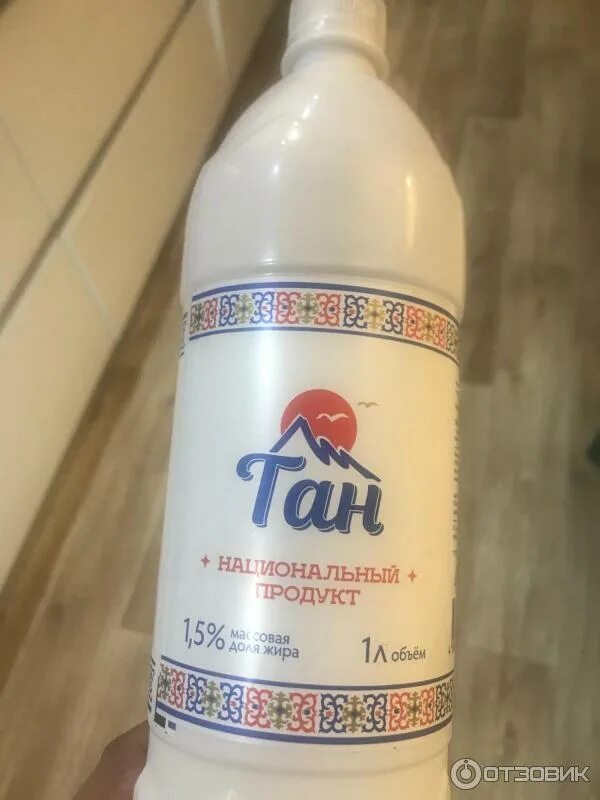 Тан
НАЦИОНАЛЬНЫЙ
ПРОДУКТ
1,5% массовая
доля жира
1л объём
ОТЗОВИК